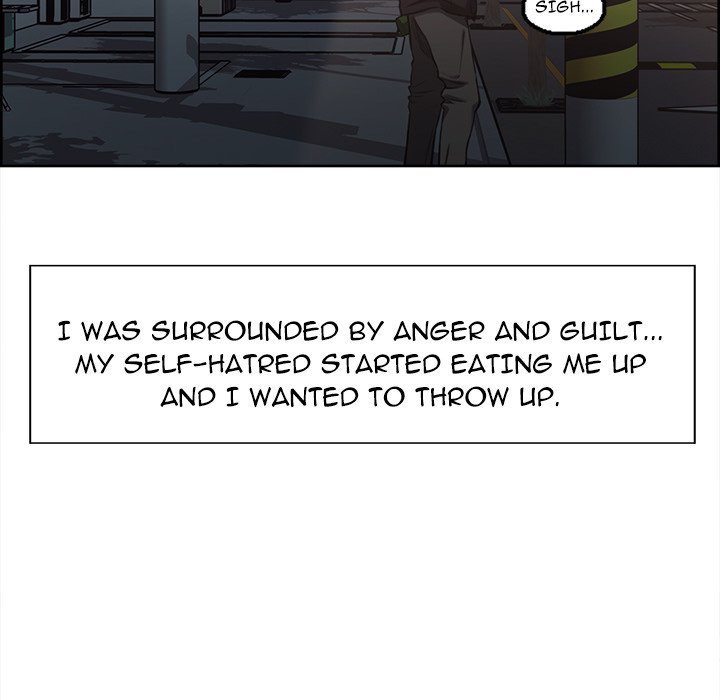 SIGH...
I WAS SURROUNDED BY ANGER AND GUILT...
MY SELF-HATRED STARTED EATING ME UP
AND I WANTED TO THROW UP.